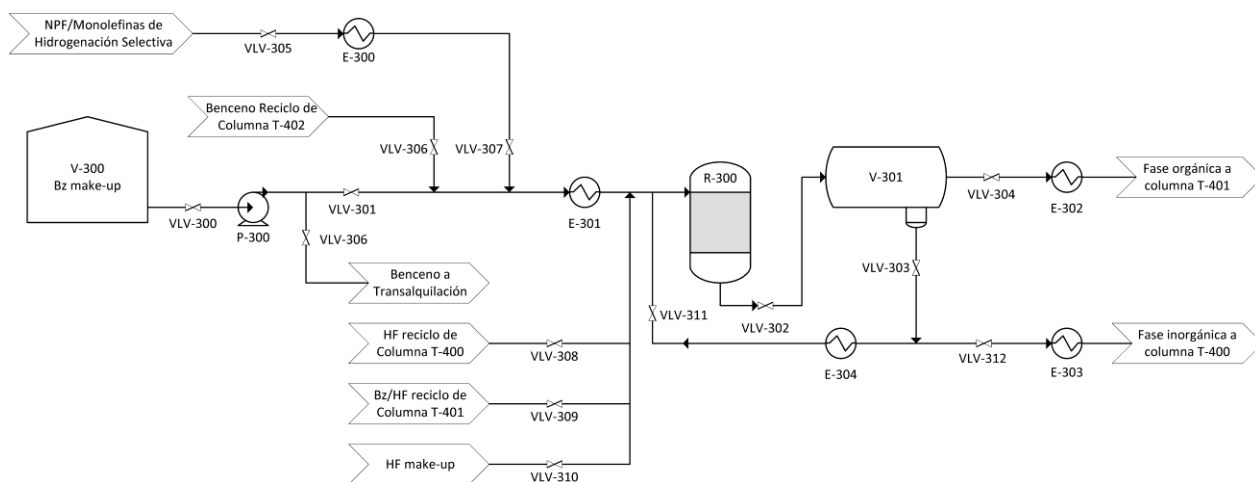 NPF/Monolefinas de
Hidrogenación Selectiva
VLV-305
E-300
Benceno Reciclo de
Columna T-402
V-300
Bz make-up
VLV-306
VLV-307
R-300
V-301
Fase orgánica a
columna T-401
VLV-304
E-302
VLV-300
P-300
VLV-301
E-301
VLV-306
VLV-303
Benceno a
Transalquilación
VLV-311
VLV-302
HF reciclo de
Columna T-400
VLV-308
E-304
VLV-312
E-303
Fase inorgánica a
columna T-400
Bz/HF reciclo de
Columna T-401
VLV-309
HF make-up
VLV-310